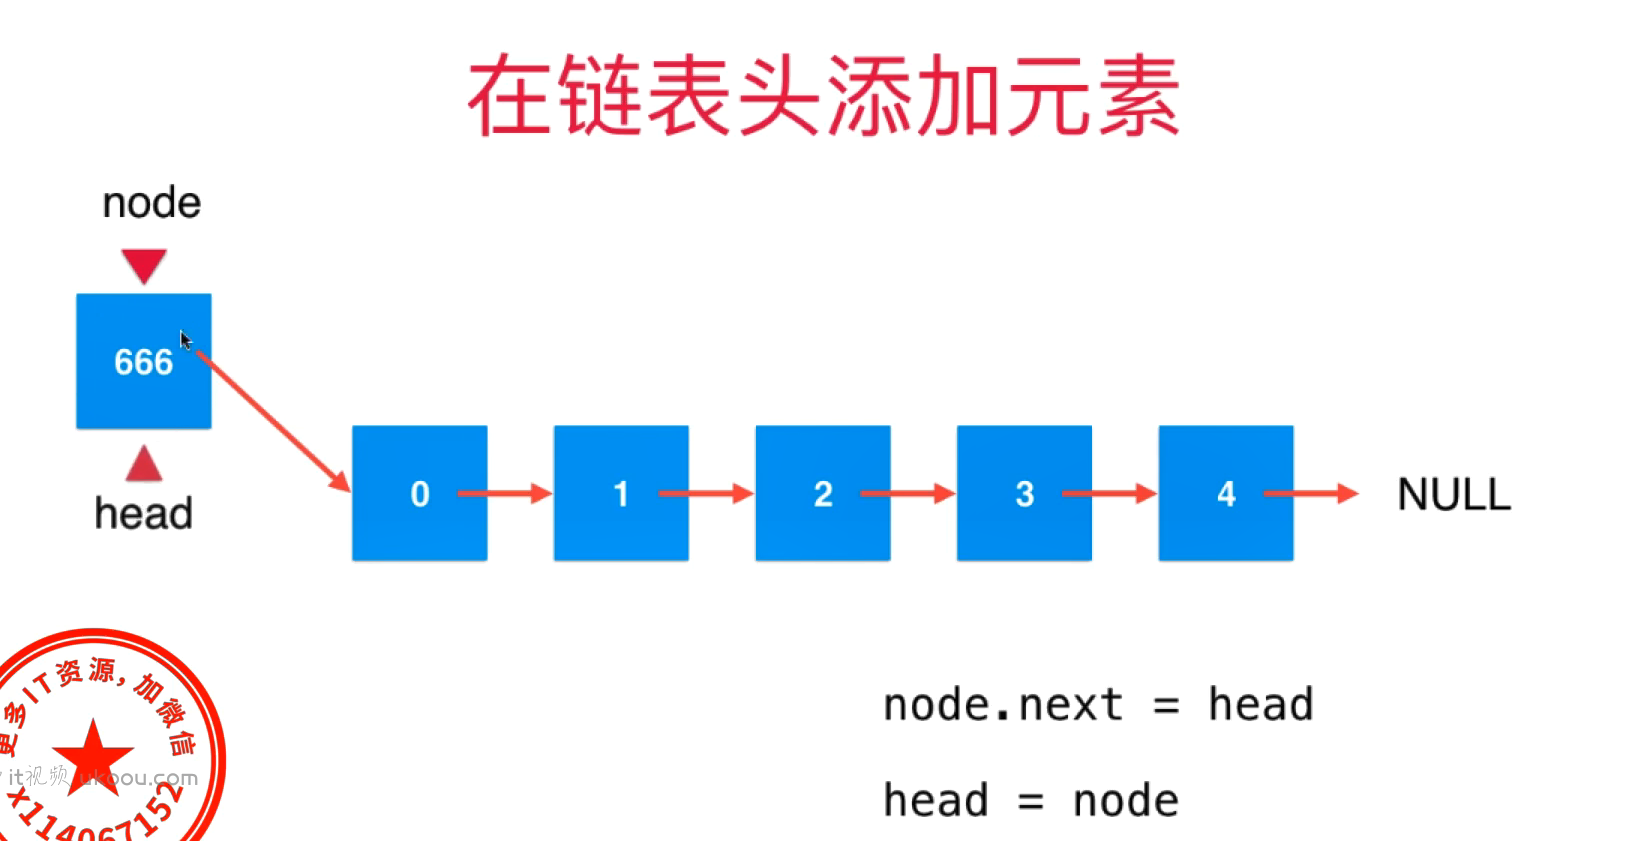 在链表头添加元素
node
666
head
0 1 2 3 4 NULL
node.next = head
head = node
更多IT资源，加微信
it视频 ukoou.com
x114067152